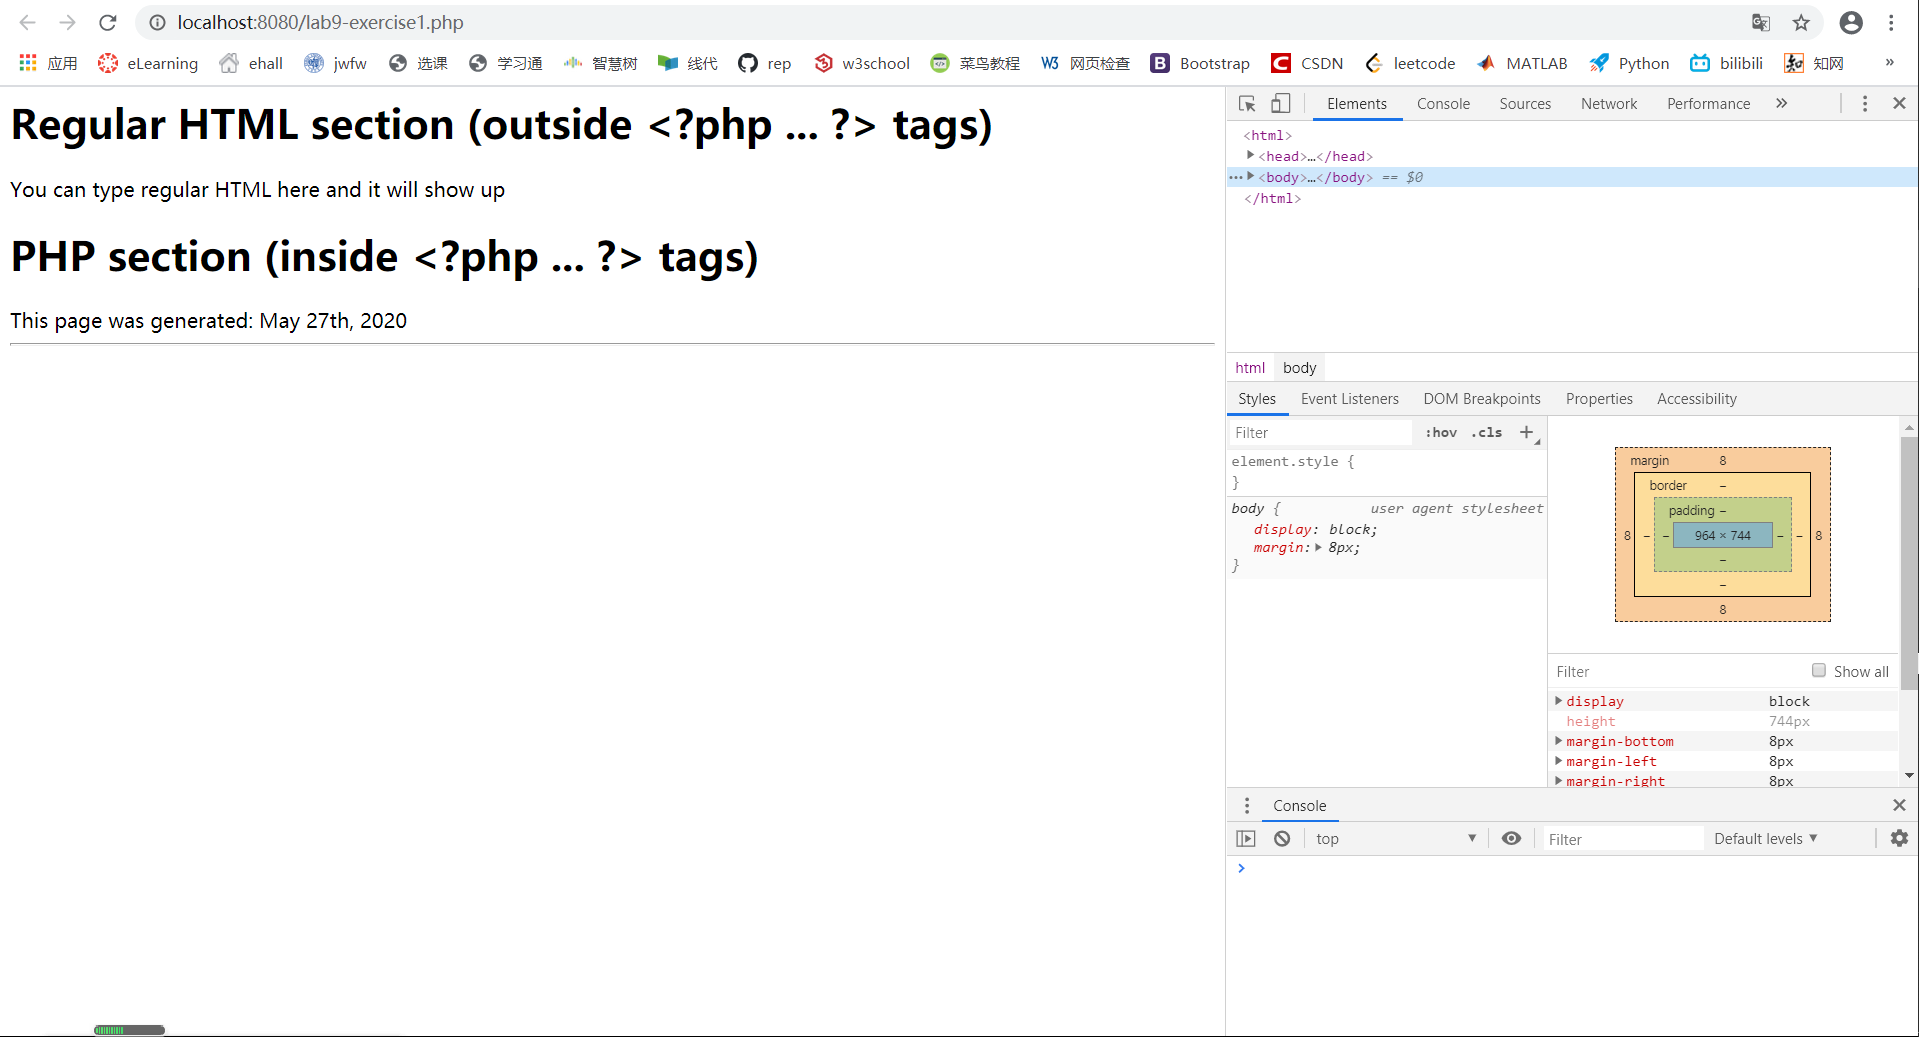 localhost:8080/lab9-exercise1.php
应用 eLearning ehall jwfw 选课 学习通 智慧树 线代 rep w3school 菜鸟教程 W3 网页检查 B Bootstrap C CSDN leetcode MATLAB Python bilibili 知 知网 »
Regular HTML section (outside <?php ... ?> tags)
You can type regular HTML here and it will show up
PHP section (inside <?php ... ?> tags)
This page was generated: May 27th, 2020
Elements Console Sources Network Performance »
<html>
<head>…</head>
<body>…</body> == $0
</html>
html body
Styles Event Listeners DOM Breakpoints Properties Accessibility
Filter :hov .cls +
element.style {
}
body { user agent stylesheet
display: block;
margin: 8px;
}
margin 8
border –
padding –
8 – – 964 × 744 – – 8
–
–
8
Filter Show all
display block
height 744px
margin-bottom 8px
margin-left 8px
margin-right 8px
Console
top Filter Default levels